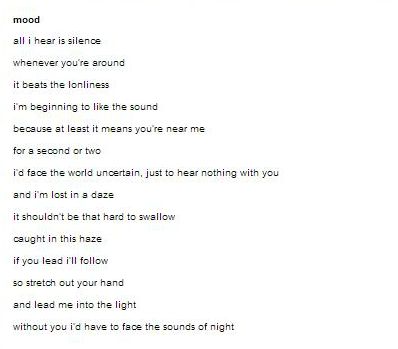 mood
all i hear is silence
whenever you're around
it beats the lonliness
i'm beginning to like the sound
because at least it means you're near me
for a second or two
i'd face the world uncertain, just to hear nothing with you
and i'm lost in a daze
it shouldn't be that hard to swallow
caught in this haze
if you lead i'll follow
so stretch out your hand
and lead me into the light
without you i'd have to face the sounds of night